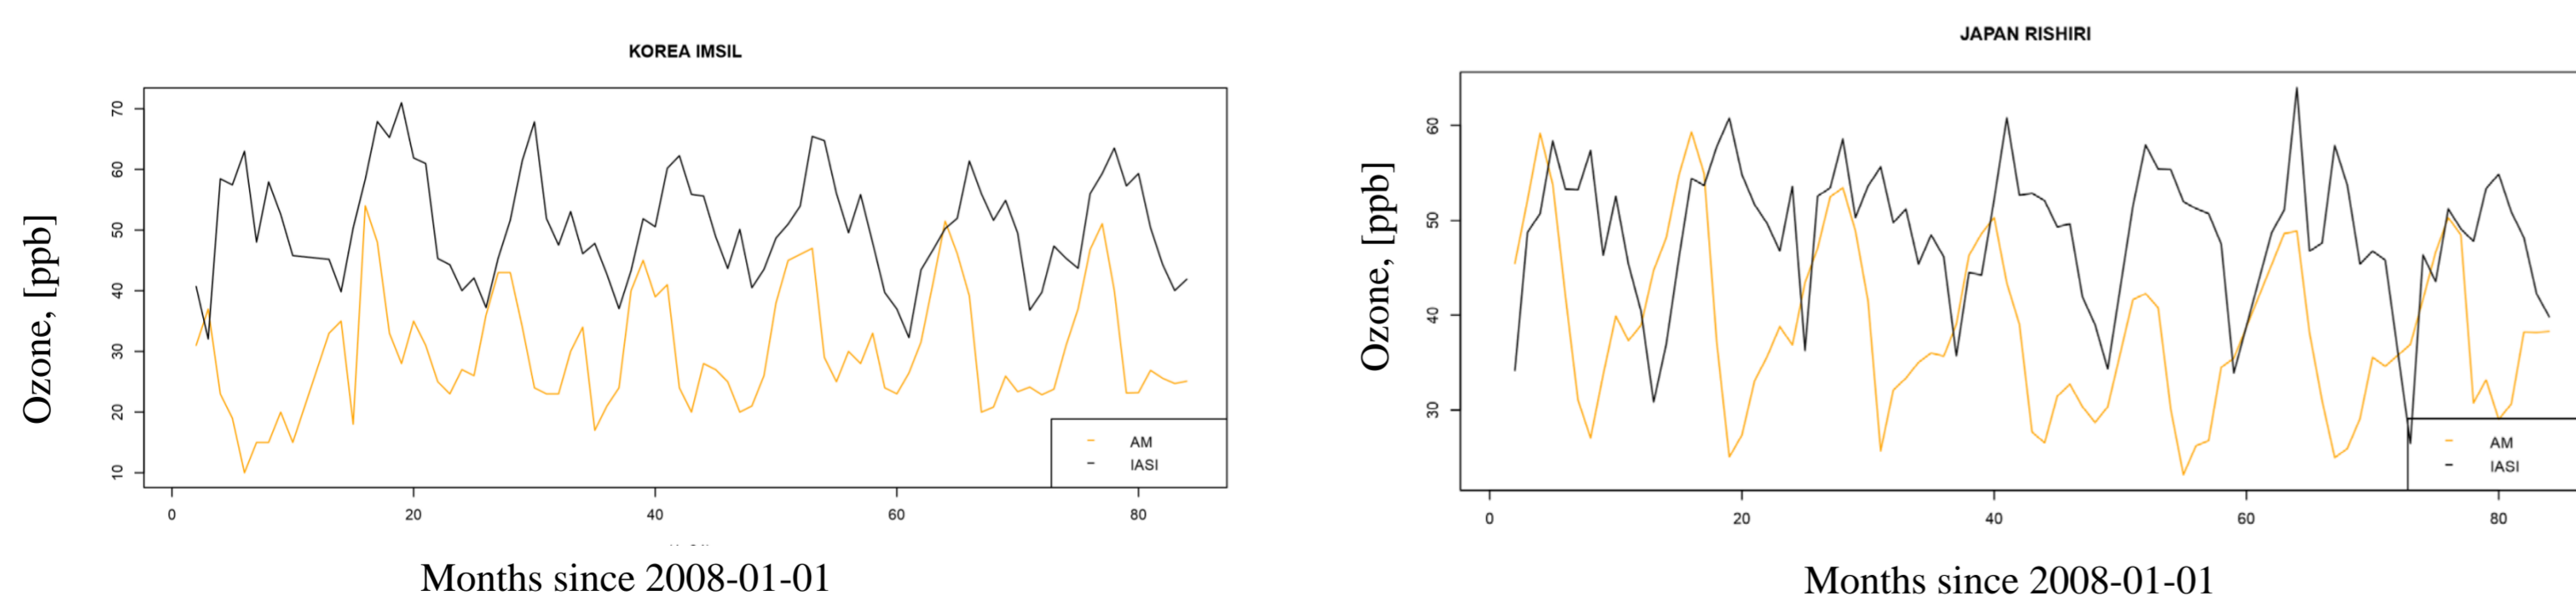 KOREA IMSIL
Ozone, [ppb]
70
60
50
40
30
20
10
0 20 40 60 80
AM
IASI
Months since 2008-01-01
JAPAN RISHIRI
Ozone, [ppb]
60
50
40
30
0 20 40 60 80
AM
IASI
Months since 2008-01-01